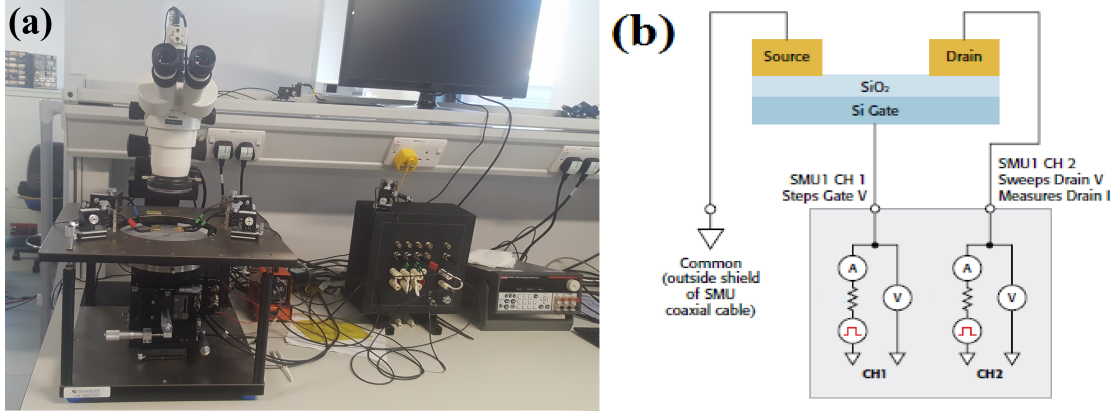 (a)
(b)
Source
Drain
SiO₂
Si Gate
SMU1 CH 1
Steps Gate V
SMU1 CH 2
Sweeps Drain V
Measures Drain I
Common
(outside shield
of SMU
coaxial cable)
A
V
A
V
CH1
CH2